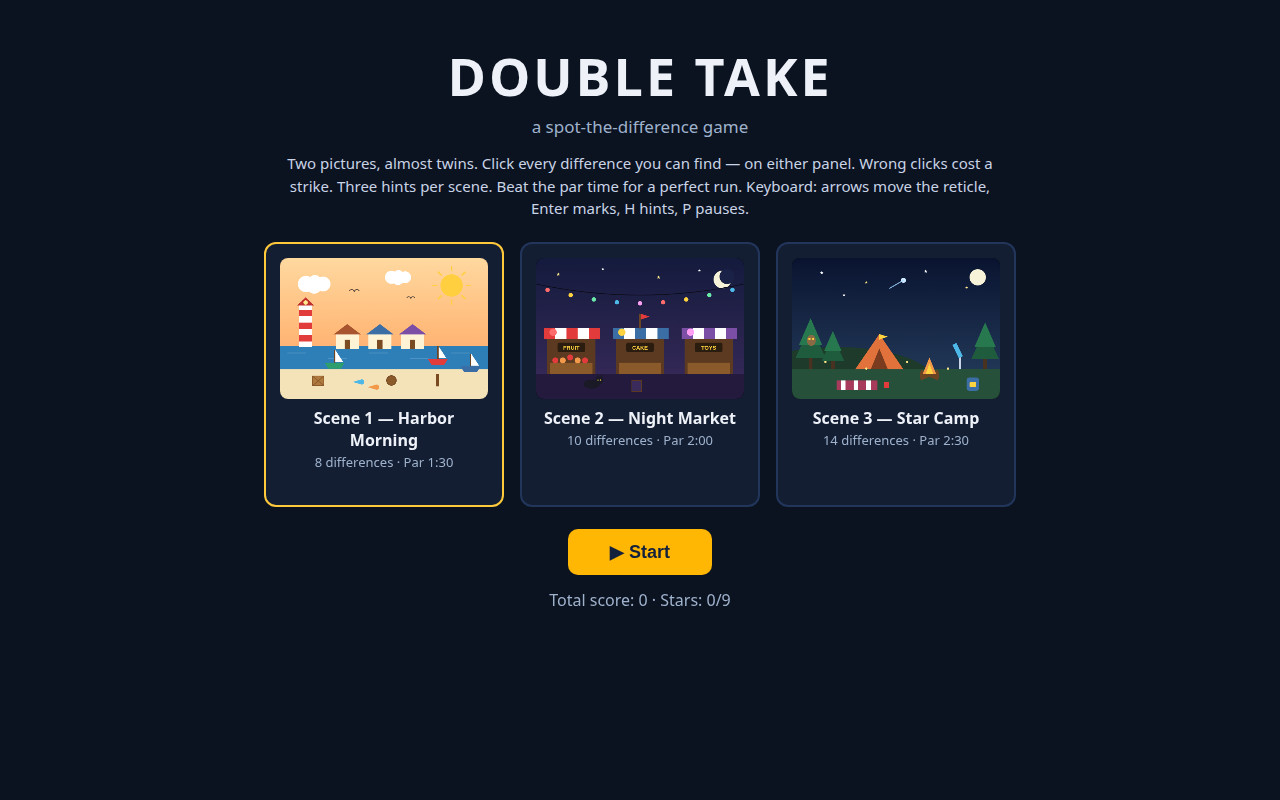 DOUBLE TAKE
a spot-the-difference game
Two pictures, almost twins. Click every difference you can find — on either panel. Wrong clicks cost a
strike. Three hints per scene. Beat the par time for a perfect run. Keyboard: arrows move the reticle,
Enter marks, H hints, P pauses.
FRUIT
CAKE
TOYS
Scene 1 — Harbor
Morning
8 differences · Par 1:30
Scene 2 — Night Market
10 differences · Par 2:00
Scene 3 — Star Camp
14 differences · Par 2:30
▶ Start
Total score: 0 · Stars: 0/9